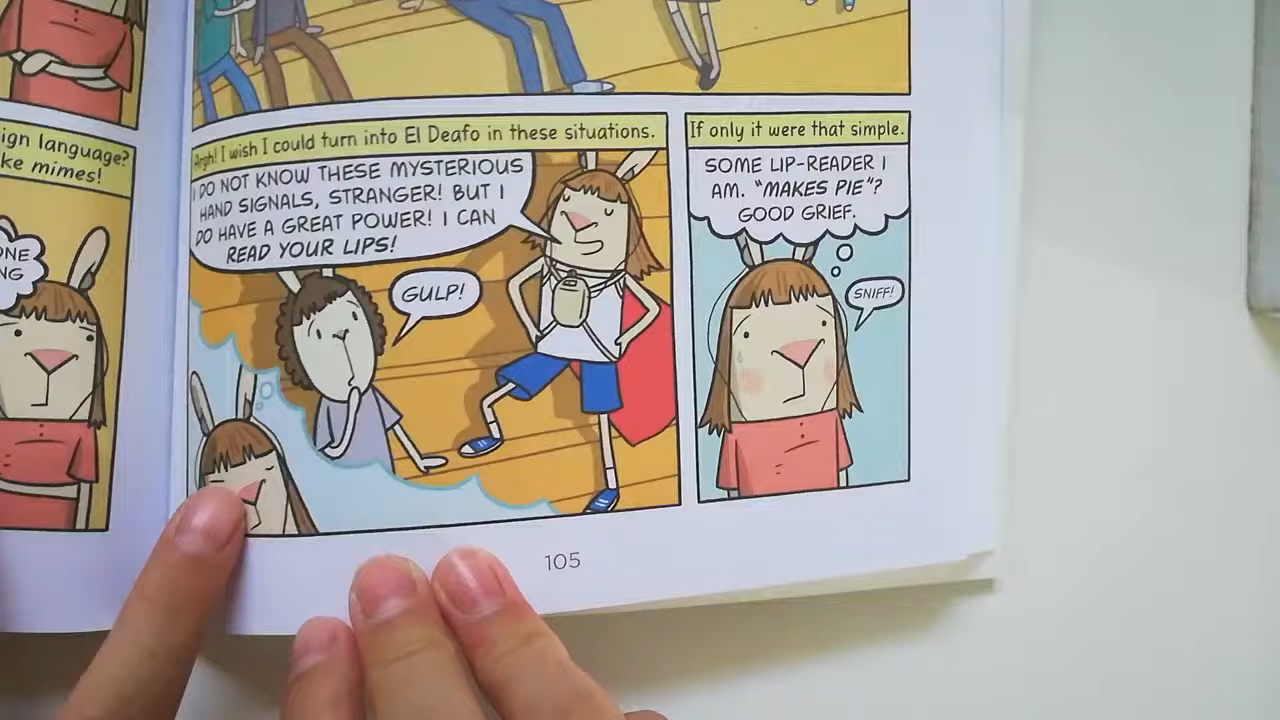 ign language?
ke mimes!
ONE
NG
Argh! I wish I could turn into El Deafo in these situations.
I DO NOT KNOW THESE MYSTERIOUS
HAND SIGNALS, STRANGER! BUT I
DO HAVE A GREAT POWER! I CAN
READ YOUR LIPS!
GULP!
If only it were that simple.
SOME LIP-READER I
AM. "MAKES PIE"?
GOOD GRIEF.
SNIFF!
105